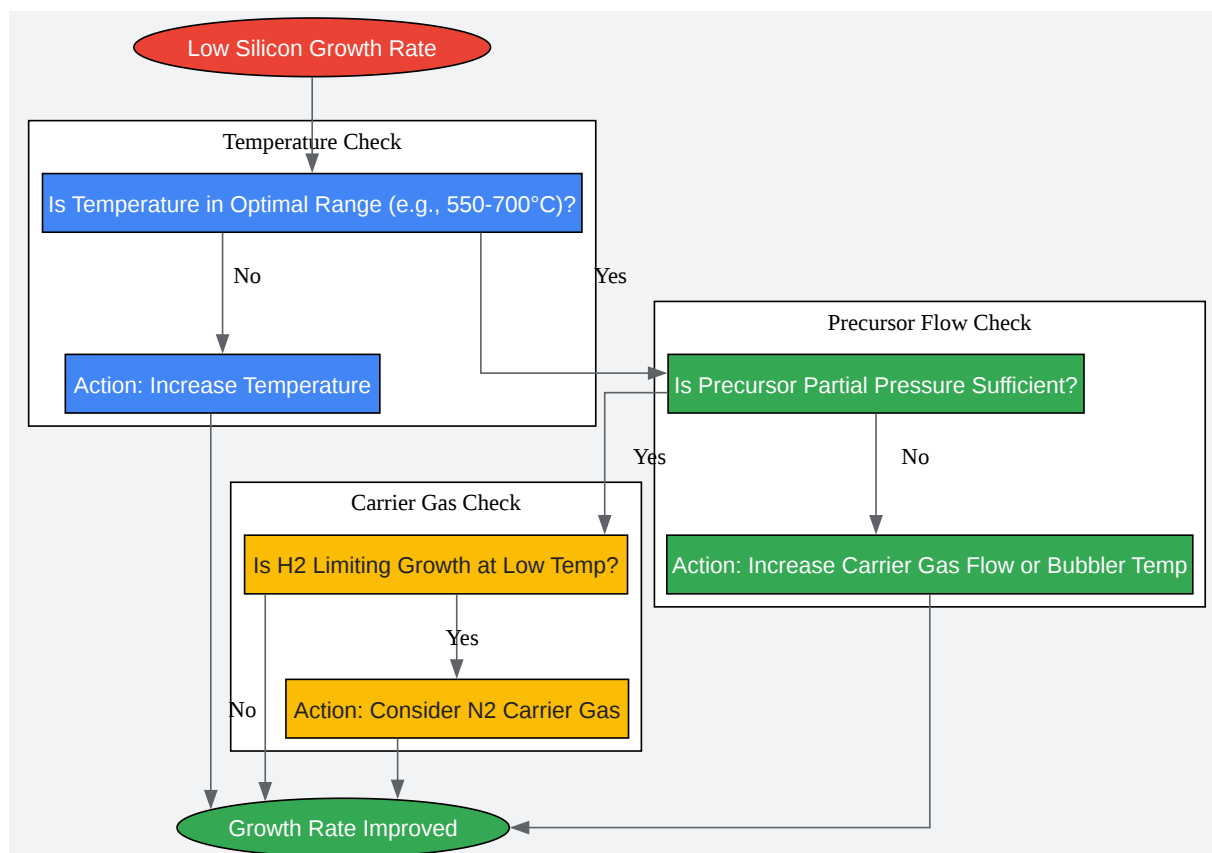 Low Silicon Growth Rate
Temperature Check
Is Temperature in Optimal Range (e.g., 550-700°C)?
No
Yes
Precursor Flow Check
Action: Increase Temperature
Is Precursor Partial Pressure Sufficient?
Yes
No
Carrier Gas Check
Is H2 Limiting Growth at Low Temp?
Action: Increase Carrier Gas Flow or Bubbler Temp
Yes
No
Action: Consider N2 Carrier Gas
Growth Rate Improved